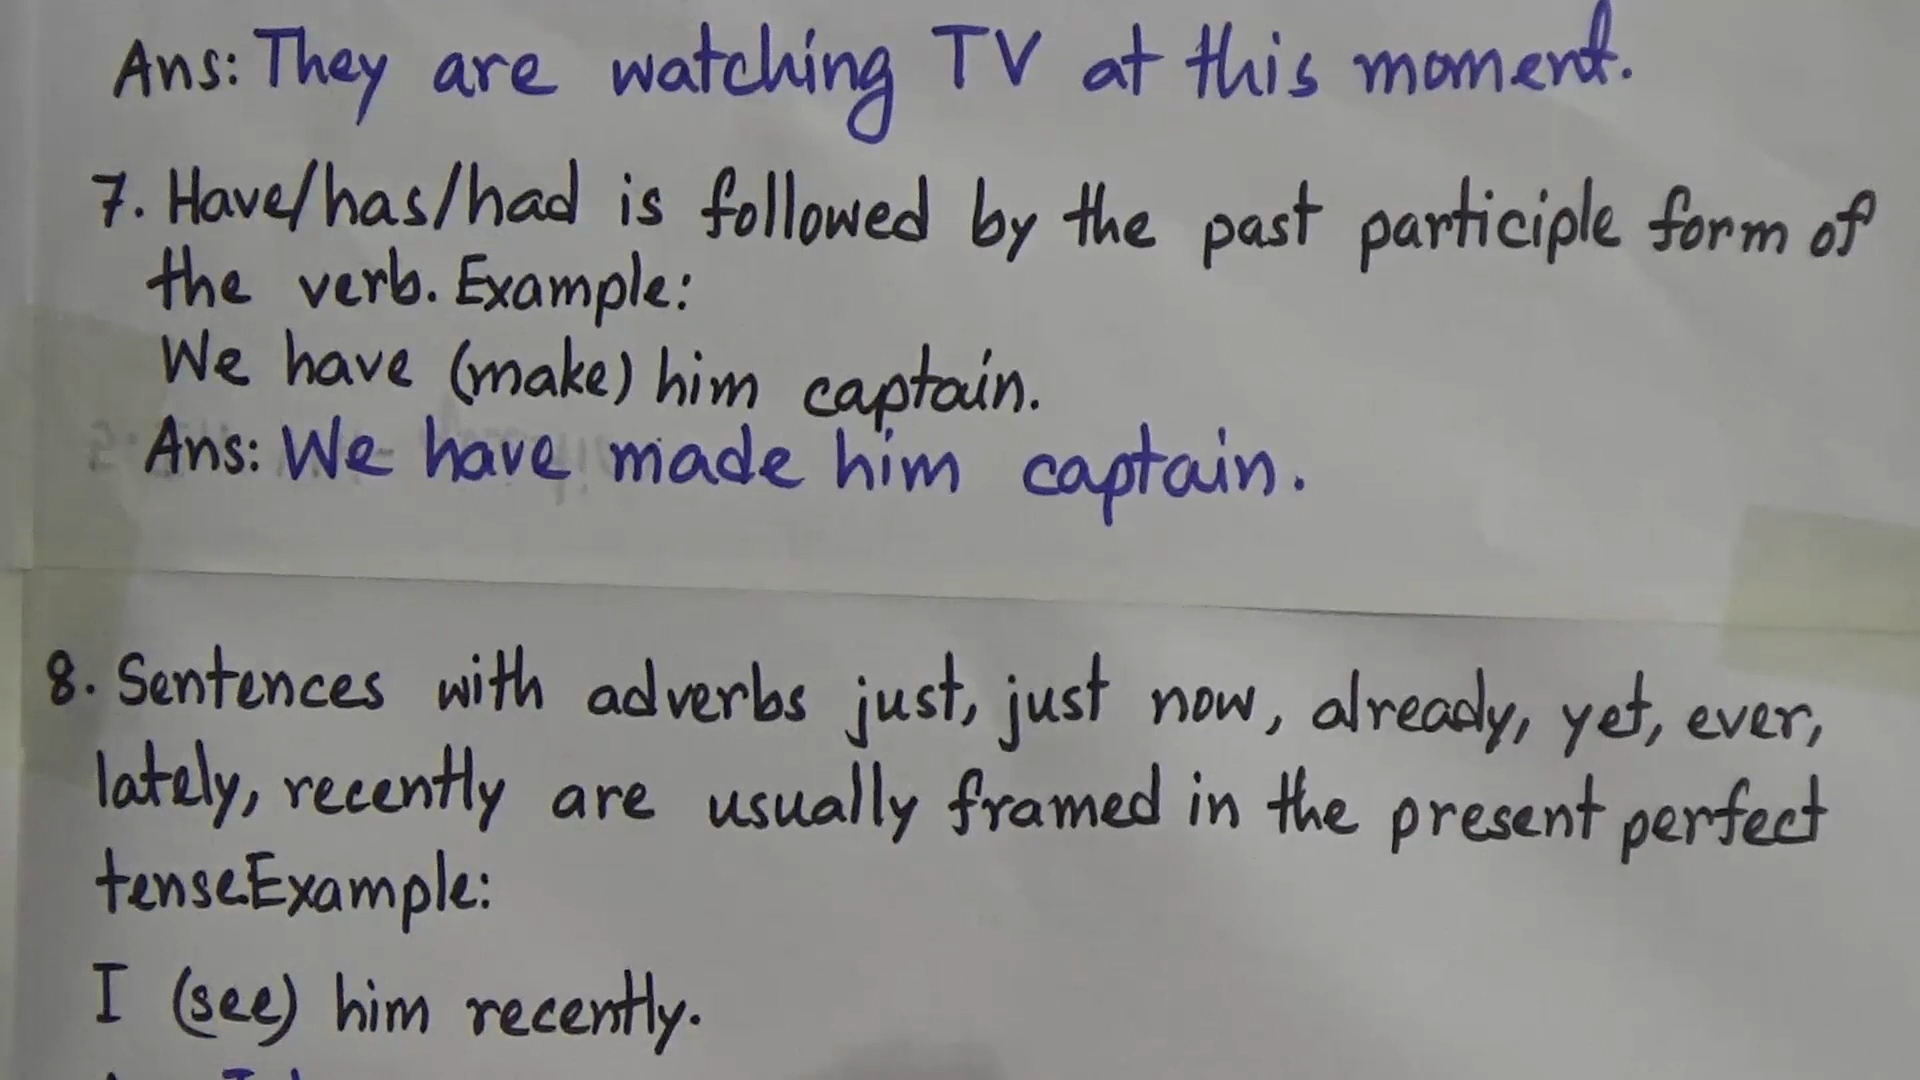 Ans: They are watching TV at this moment.
7. Have/has/had is followed by the past participle form of
the verb. Example:
We have (make) him captain.
Ans: We have made him captain.
8. Sentences with adverbs just, just now, already, yet, ever,
lately, recently are usually framed in the present perfect
tense.Example:
I (see) him recently.